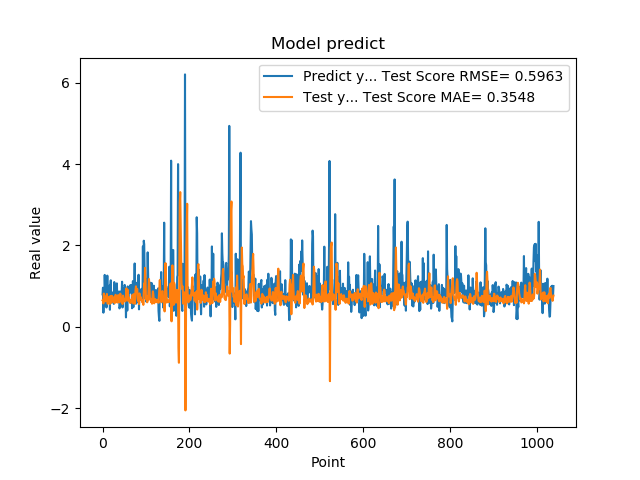 Model predict
Predict y... Test Score RMSE= 0.5963
Test y... Test Score MAE= 0.3548
Real value
6
4
2
0
−2
0 200 400 600 800 1000
Point